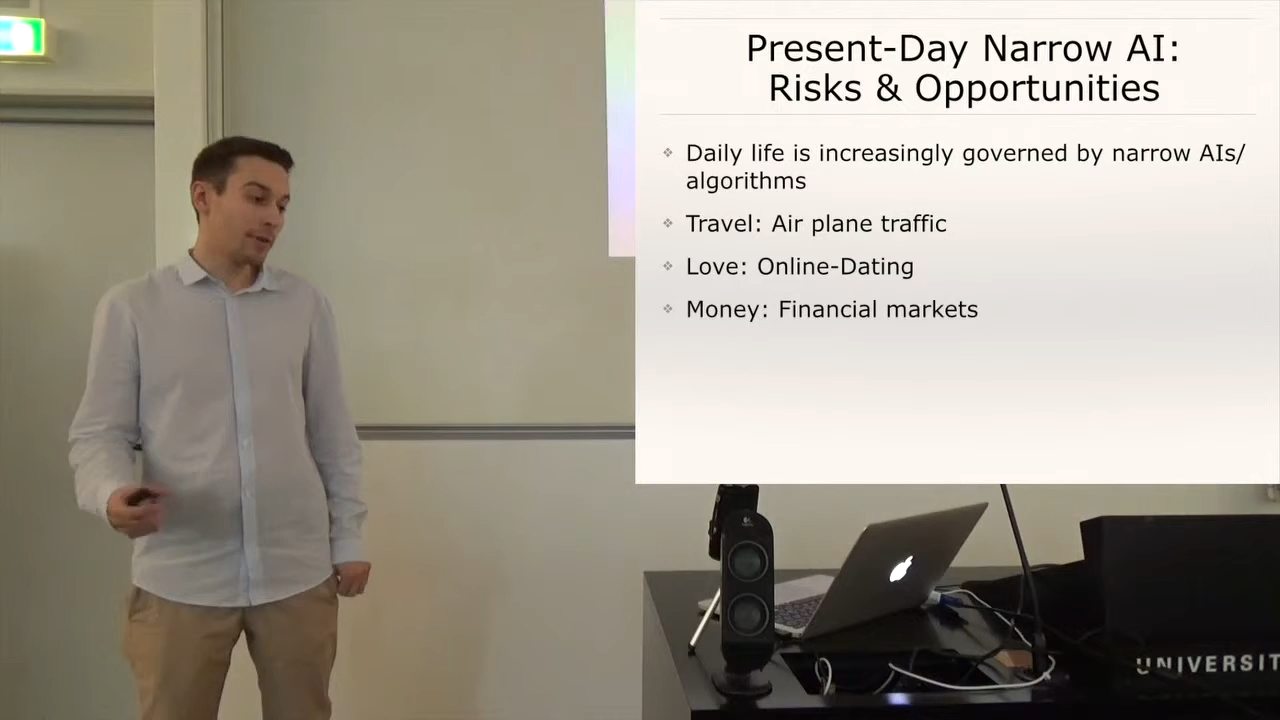 Present-Day Narrow AI:
Risks & Opportunities
Daily life is increasingly governed by narrow AIs/
algorithms
Travel: Air plane traffic
Love: Online-Dating
Money: Financial markets
UNIVERSIT